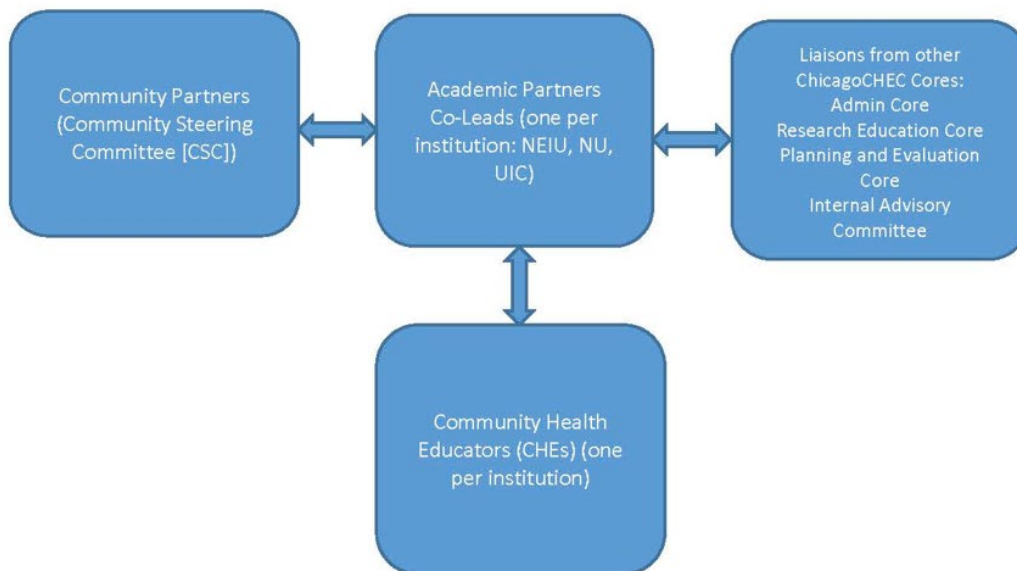 Community Partners
(Community Steering
Committee [CSC])
Academic Partners
Co-Leads (one per
institution: NEIU, NU,
UIC)
Liaisons from other
ChicagoCHEC Cores:
Admin Core
Research Education Core
Planning and Evaluation
Core
Internal Advisory
Committee
Community Health
Educators (CHEs) (one
per institution)